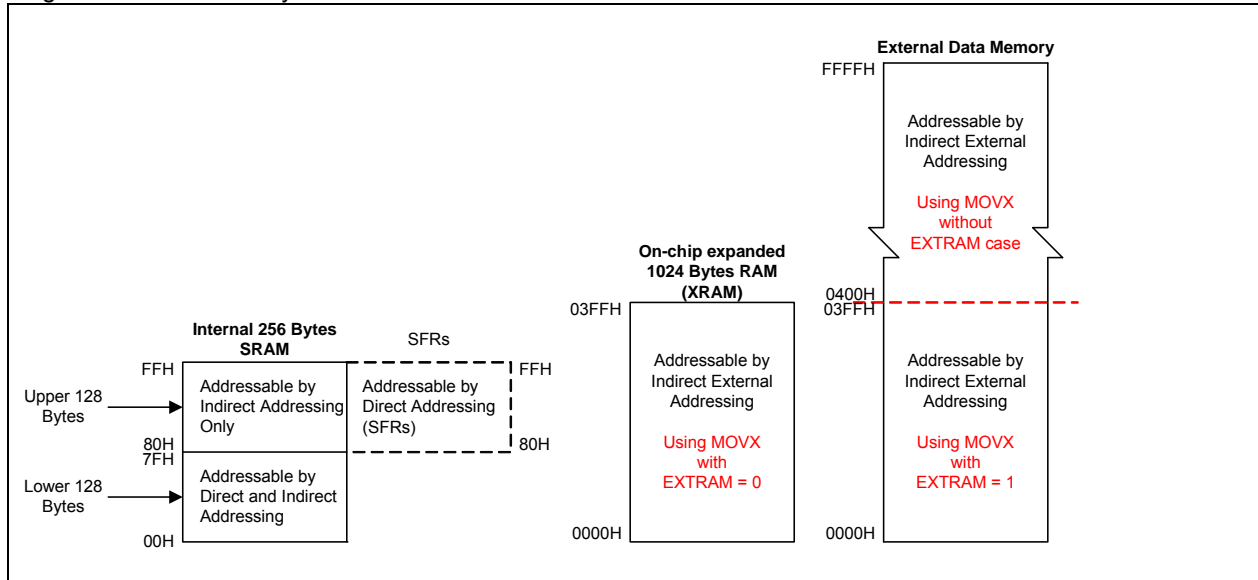 External Data Memory
FFFFH
Addressable by
Indirect External
Addressing
Using MOVX
without
EXTRAM case
0400H
03FFH
Addressable by
Indirect External
Addressing
Using MOVX
with
EXTRAM = 1
0000H
On-chip expanded
1024 Bytes RAM
(XRAM)
03FFH
Addressable by
Indirect External
Addressing
Using MOVX
with
EXTRAM = 0
0000H
Internal 256 Bytes
SRAM
SFRs
FFH
FFH
Upper 128
Bytes
Addressable by
Indirect Addressing
Only
Addressable by
Direct Addressing
(SFRs)
80H
80H
7FH
Lower 128
Bytes
Addressable by
Direct and Indirect
Addressing
00H